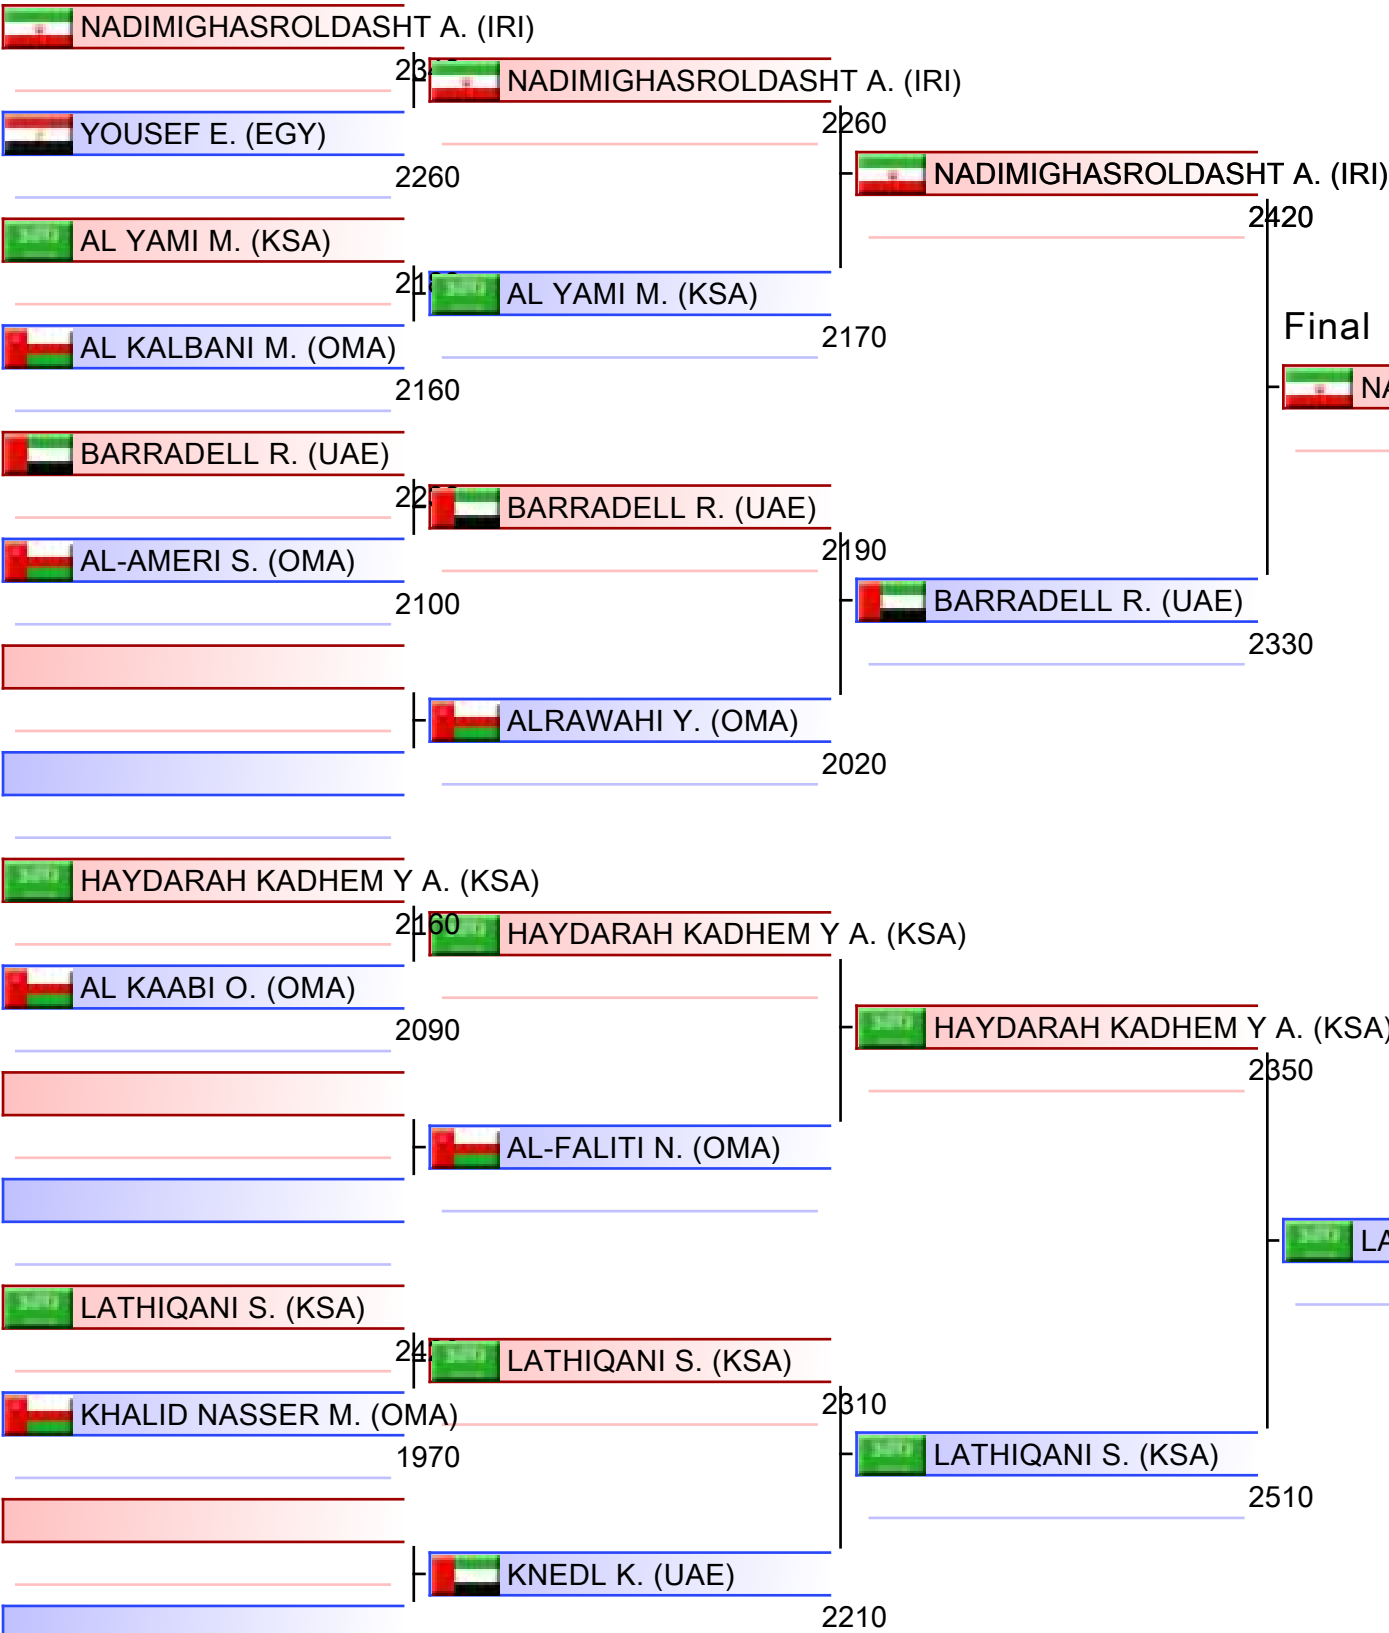 NADIMIGHASROLDASHT A. (IRI)
YOUSEF E. (EGY)
2260
AL YAMI M. (KSA)
AL KALBANI M. (OMA)
2160
BARRADELL R. (UAE)
AL-AMERI S. (OMA)
2100
HAYDARAH KADHEM Y A. (KSA)
2160
AL KAABI O. (OMA)
2090
LATHIQANI S. (KSA)
KHALID NASSER M. (OMA)
1970
NADIMIGHASROLDASHT A. (IRI)
2260
AL YAMI M. (KSA)
2170
BARRADELL R. (UAE)
2190
ALRAWAHI Y. (OMA)
2020
HAYDARAH KADHEM Y A. (KSA)
AL-FALITI N. (OMA)
LATHIQANI S. (KSA)
2310
KNEDL K. (UAE)
2210
NADIMIGHASROLDASHT A. (IRI)
2420
BARRADELL R. (UAE)
2330
HAYDARAH KADHEM Y A. (KSA)
2350
LATHIQANI S. (KSA)
2510
Final